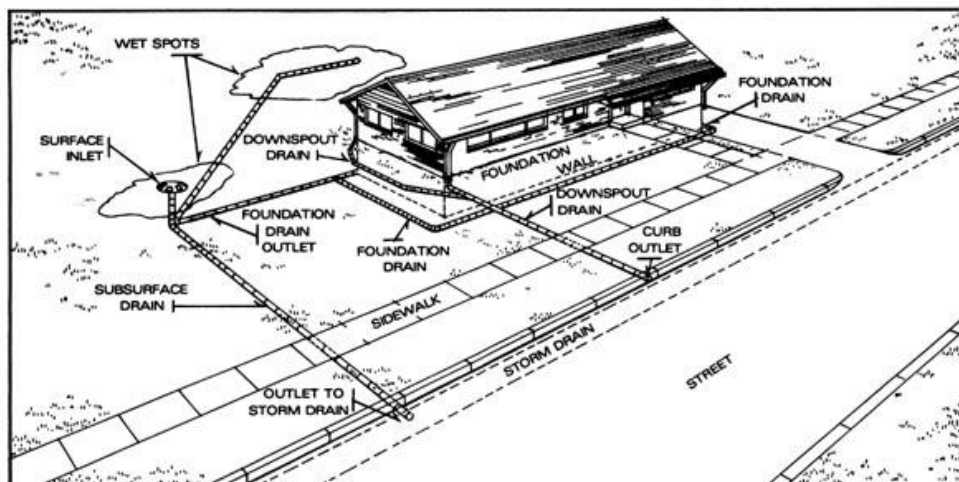 WET SPOTS
SURFACE
INLET
DOWNSPOUT
DRAIN
FOUNDATION
DRAIN
FOUNDATION
WALL
DOWNSPOUT
DRAIN
FOUNDATION
DRAIN
OUTLET
FOUNDATION
DRAIN
CURB
OUTLET
SUBSURFACE
DRAIN
SIDEWALK
STORM DRAIN
STREET
OUTLET TO
STORM DRAIN